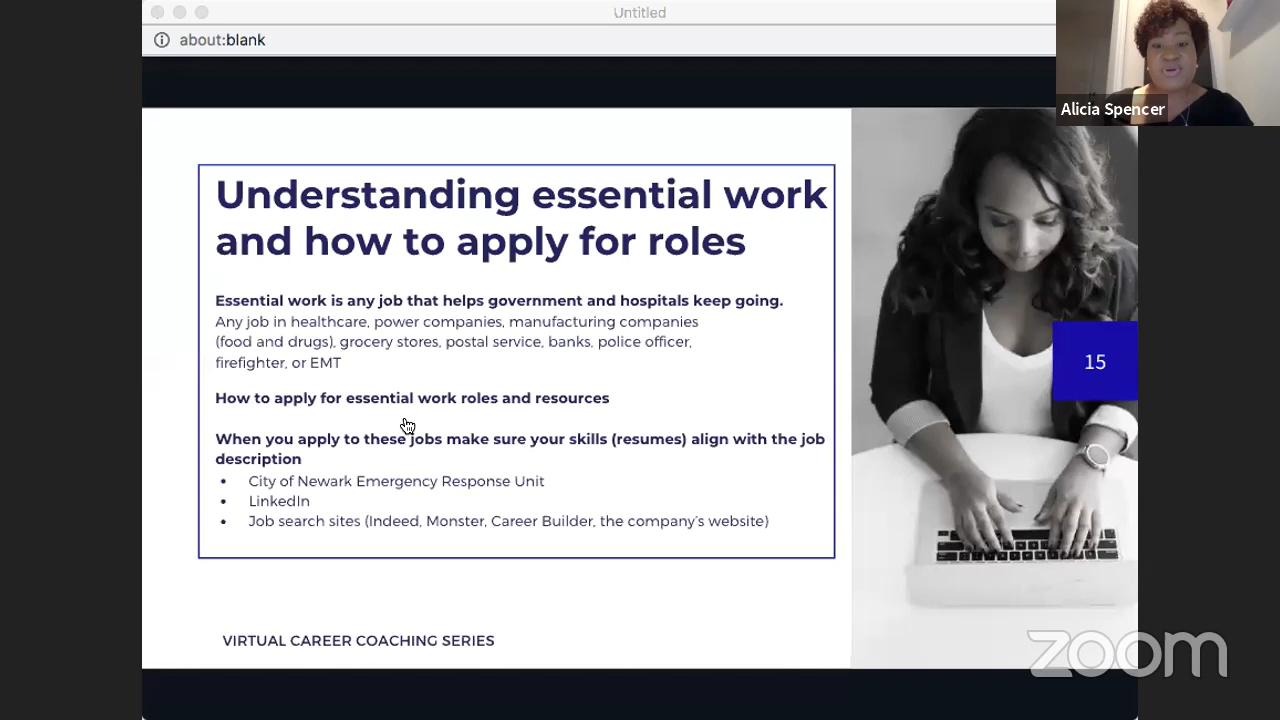 Untitled
about:blank
Alicia Spencer
Understanding essential work
and how to apply for roles
Essential work is any job that helps government and hospitals keep going.
Any job in healthcare, power companies, manufacturing companies
(food and drugs), grocery stores, postal service, banks, police officer,
firefighter, or EMT
15
How to apply for essential work roles and resources
When you apply to these jobs make sure your skills (resumes) align with the job
description
• City of Newark Emergency Response Unit
• LinkedIn
• Job search sites (Indeed, Monster, Career Builder, the company's website)
VIRTUAL CAREER COACHING SERIES
zoom